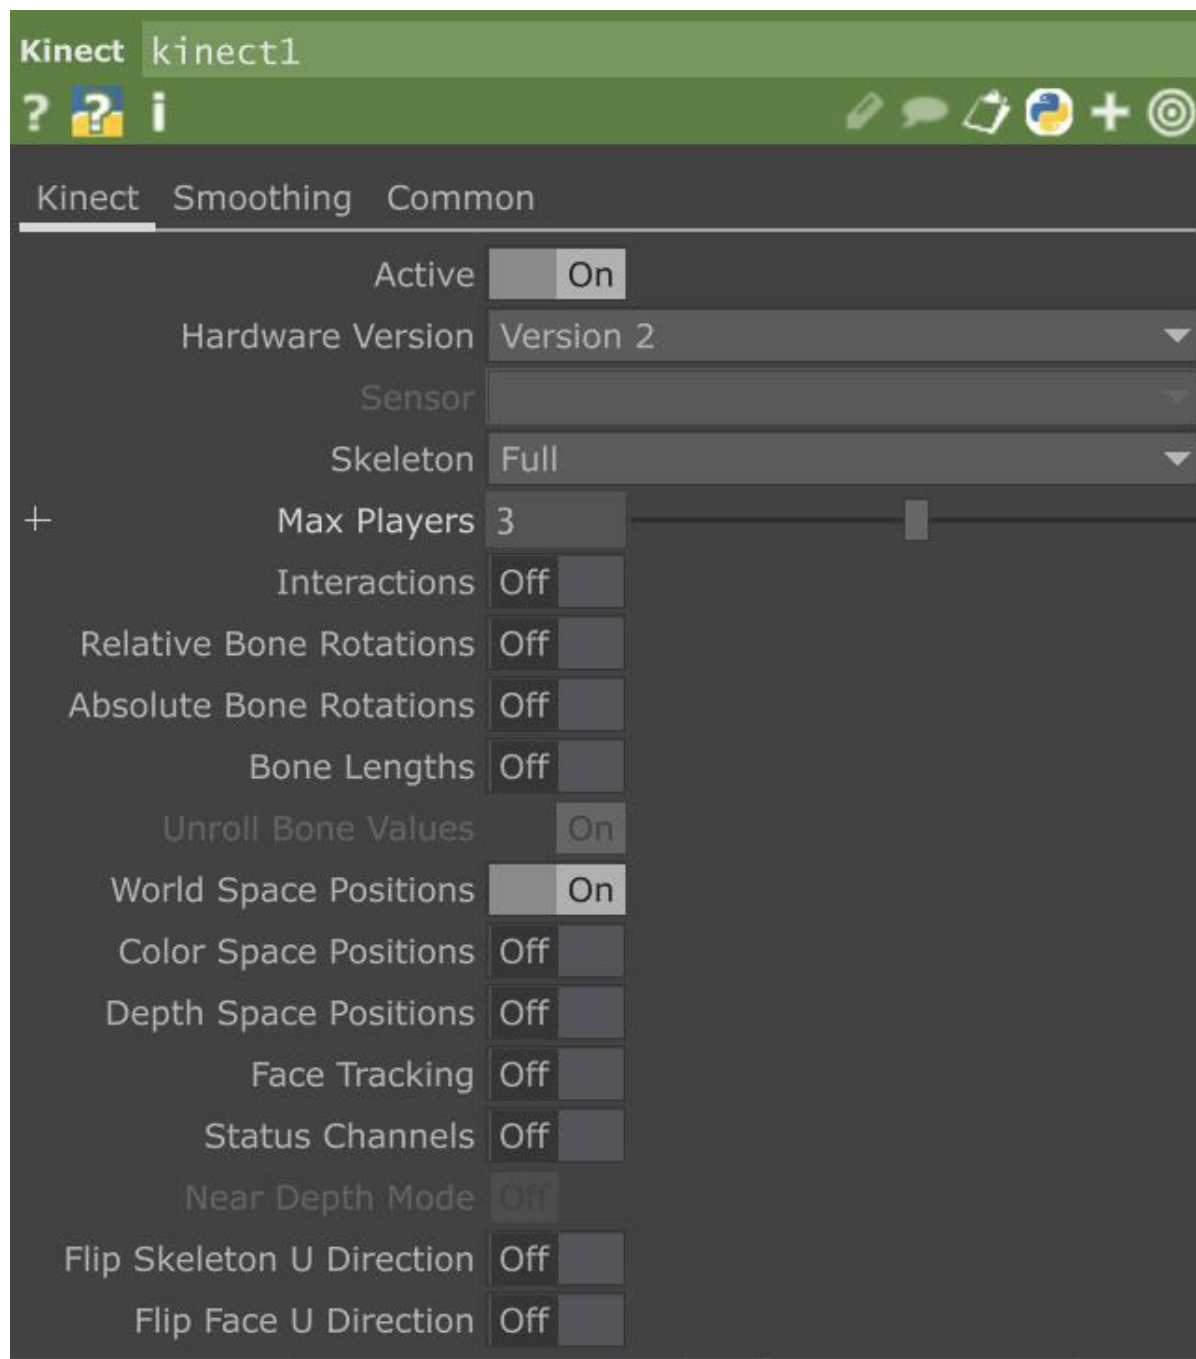 Kinect kinect1
? ? i
Kinect Smoothing Common
Active On
Hardware Version Version 2
Sensor
Skeleton Full
Max Players 3
Interactions Off
Relative Bone Rotations Off
Absolute Bone Rotations Off
Bone Lengths Off
Unroll Bone Values On
World Space Positions On
Color Space Positions Off
Depth Space Positions Off
Face Tracking Off
Status Channels Off
Near Depth Mode Off
Flip Skeleton U Direction Off
Flip Face U Direction Off